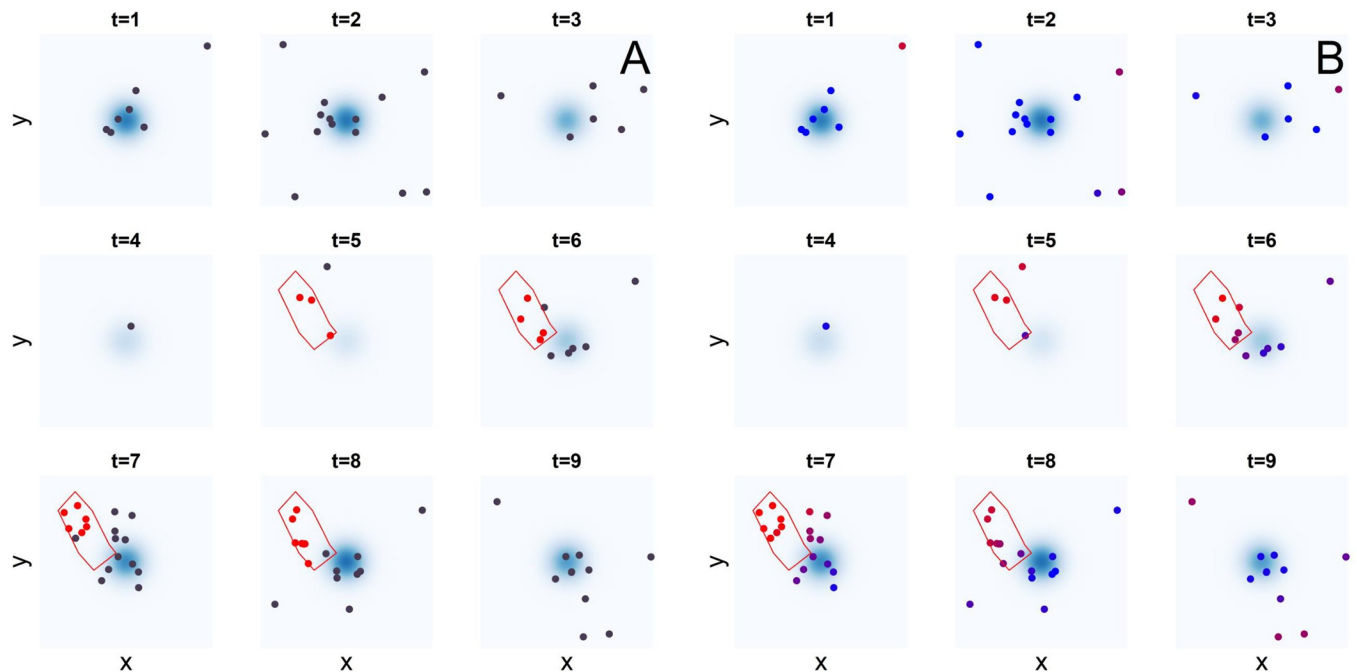 t=1 t=2 t=3 t=1 t=2 t=3
A B
y y
t=4 t=5 t=6 t=4 t=5 t=6
y y
t=7 t=8 t=9 t=7 t=8 t=9
y y
x x x x x x